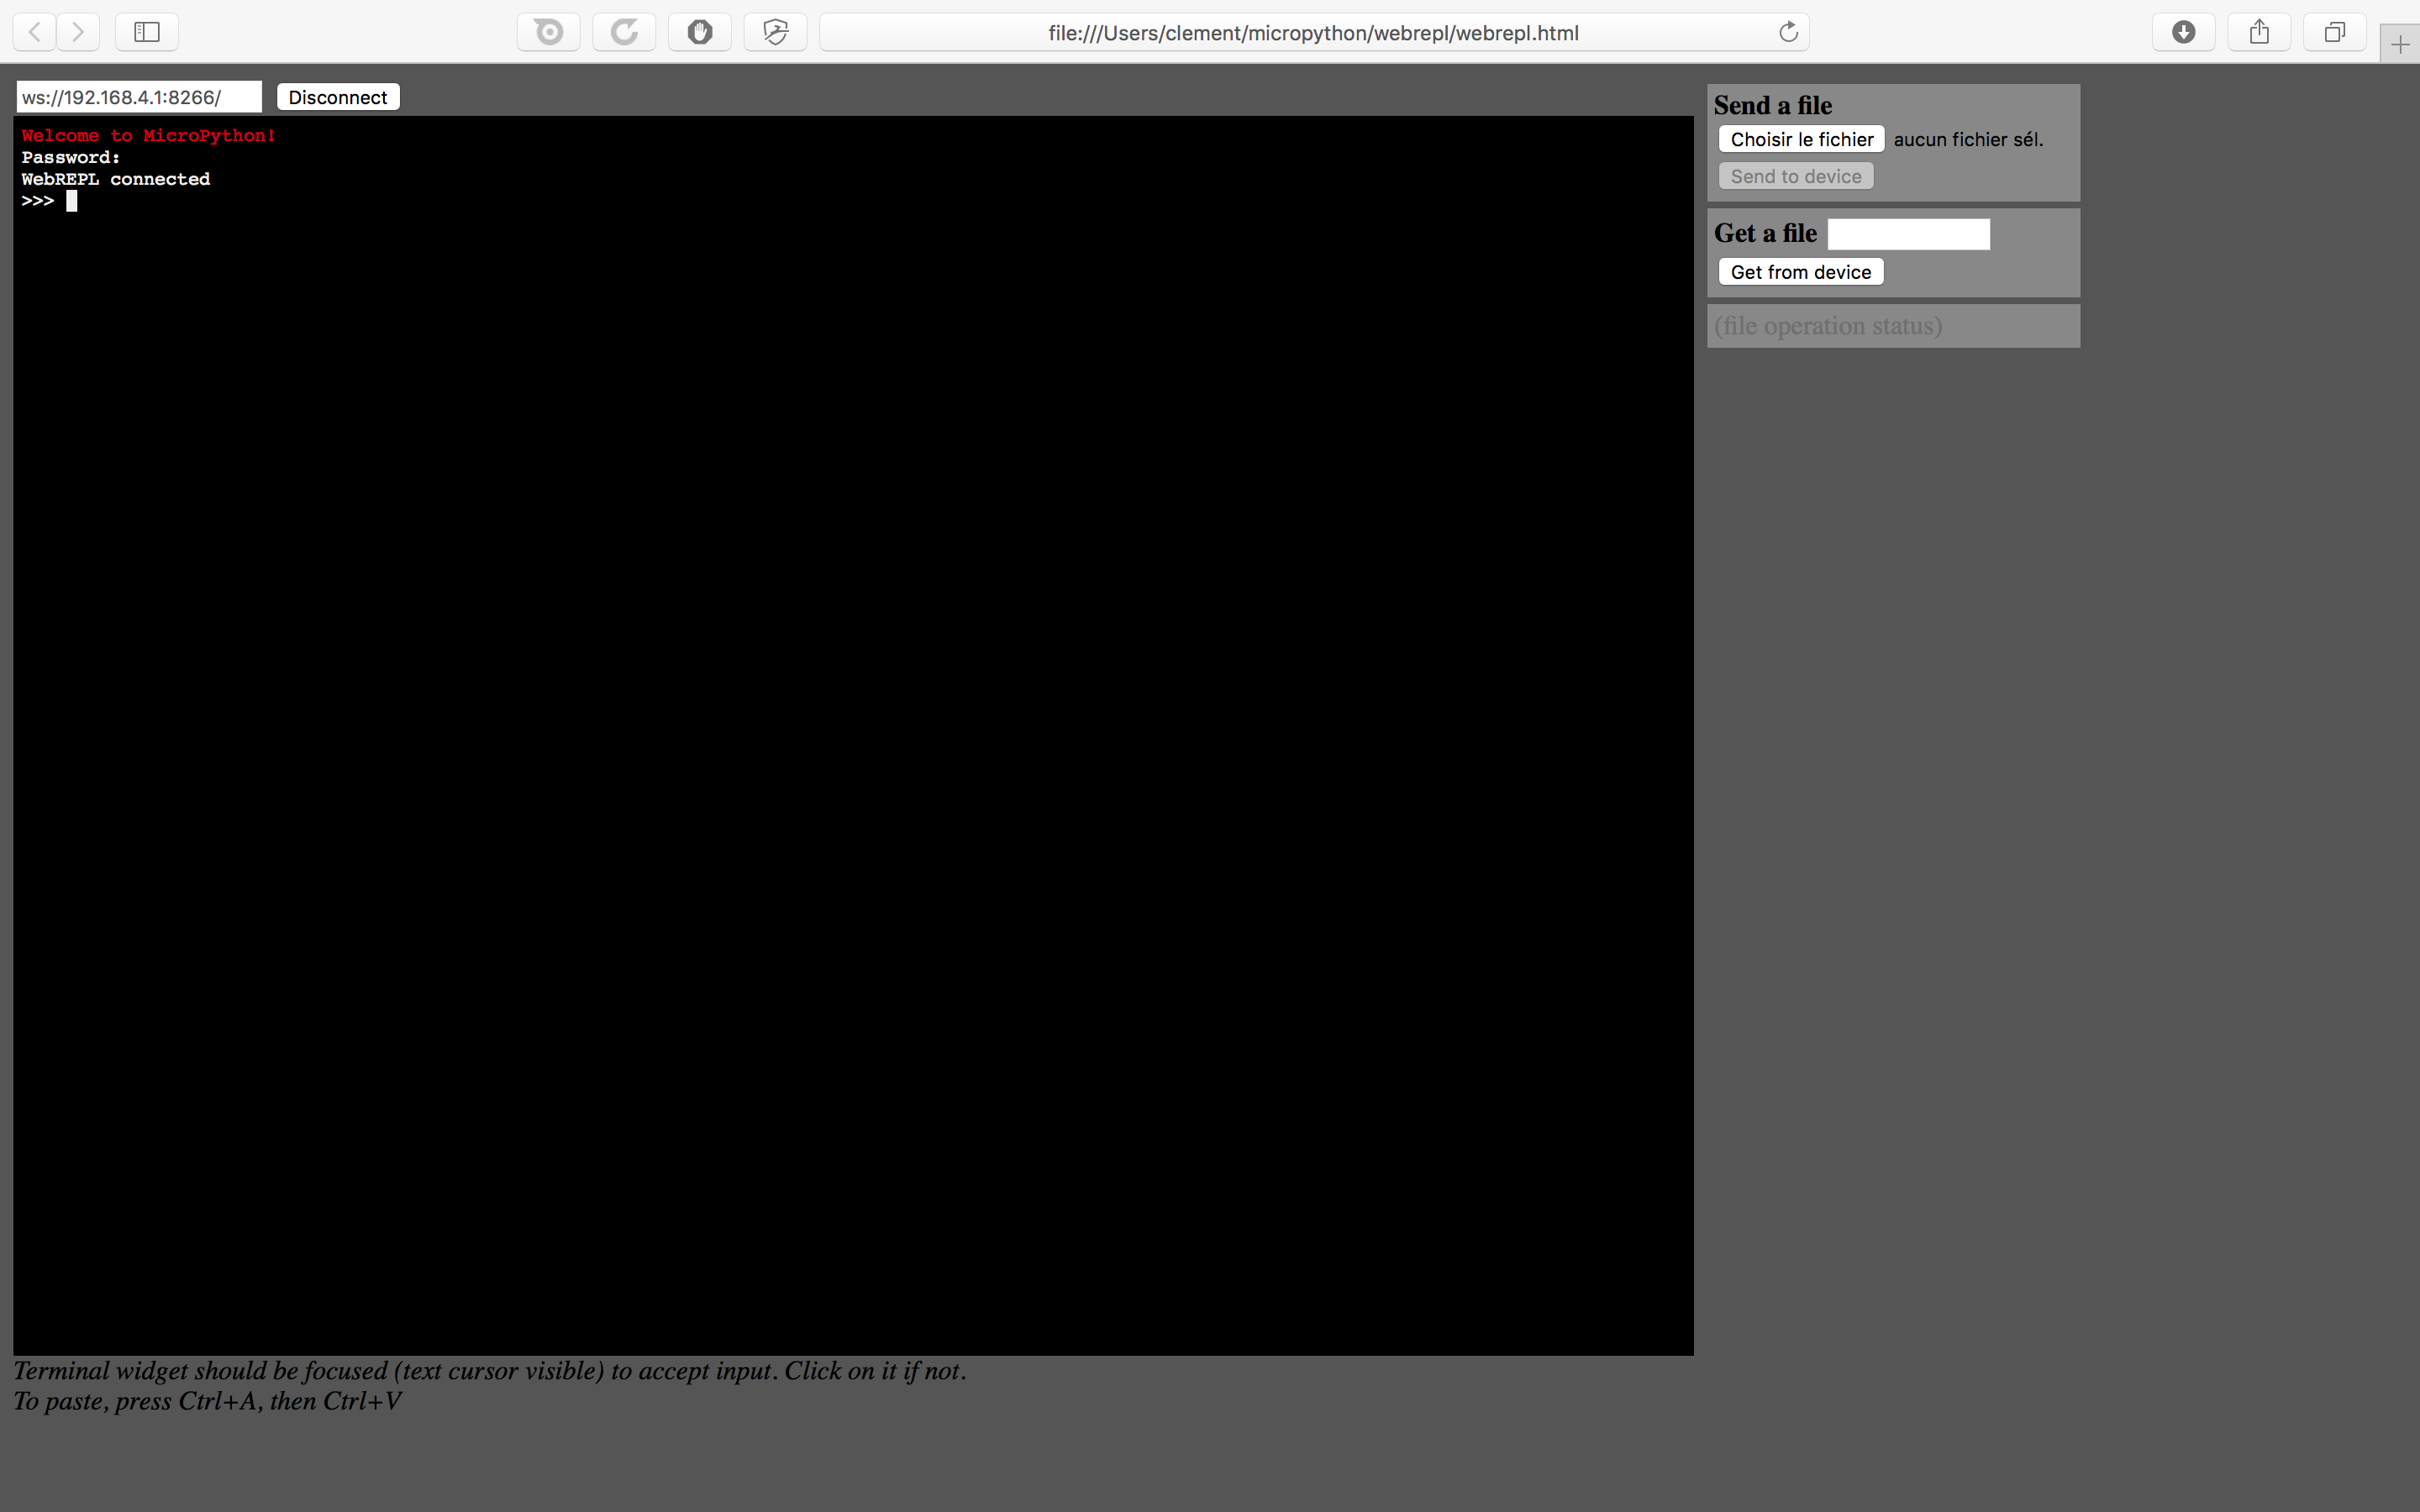 file:///Users/clement/micropython/webrepl/webrepl.html
ws://192.168.4.1:8266/ Disconnect
Welcome to MicroPython!
Password:
WebREPL connected
>>>
Send a file
Choisir le fichier aucun fichier sél.
Send to device
Get a file
Get from device
(file operation status)
Terminal widget should be focused (text cursor visible) to accept input. Click on it if not.
To paste, press Ctrl+A, then Ctrl+V